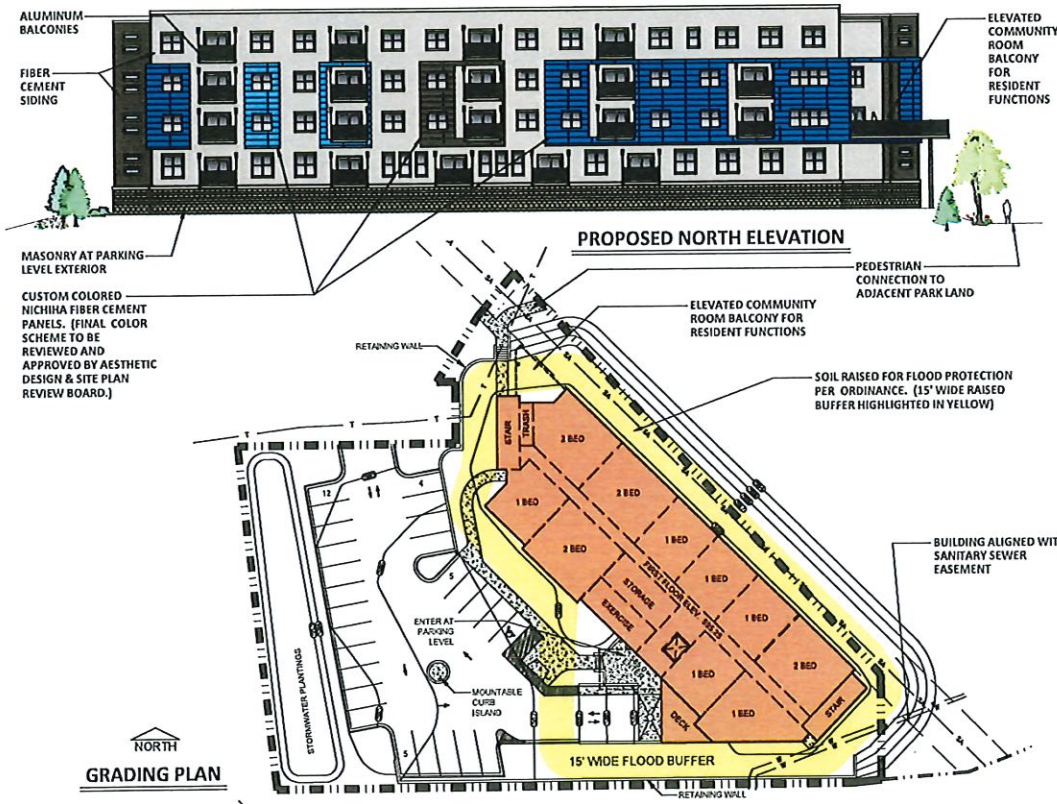 ALUMINUM
BALCONIES
FIBER
CEMENT
SIDING
ELEVATED
COMMUNITY
ROOM
BALCONY
FOR
RESIDENT
FUNCTIONS
MASONRY AT PARKING
LEVEL EXTERIOR
PROPOSED NORTH ELEVATION
PEDESTRIAN
CONNECTION TO
ADJACENT PARK LAND
CUSTOM COLORED
NICHIHA FIBER CEMENT
PANELS. (FINAL COLOR
SCHEME TO BE
REVIEWED AND
APPROVED BY AESTHETIC
DESIGN & SITE PLAN
REVIEW BOARD.)
ELEVATED COMMUNITY
ROOM BALCONY FOR
RESIDENT FUNCTIONS
RETAINING WALL
SOIL RAISED FOR FLOOD PROTECTION
PER ORDINANCE. (15' WIDE RAISED
BUFFER HIGHLIGHTED IN YELLOW)
STAIR
TRASH
2 BED
2 BED
1 BED
1 BED
1 BED
2 BED
1 BED
2 BED
STORAGE
EXERCISE
1 BED
1 BED
DECK
STAIR
12
4
5
5
BUILDING ALIGNED WIT
SANITARY SEWER
EASEMENT
ENTER AT
PARKING
LEVEL
MOUNTABLE
CURB
ISLAND
STORMWATER PLANTINGS
15' WIDE FLOOD BUFFER
RETAINING WALL
NORTH
GRADING PLAN